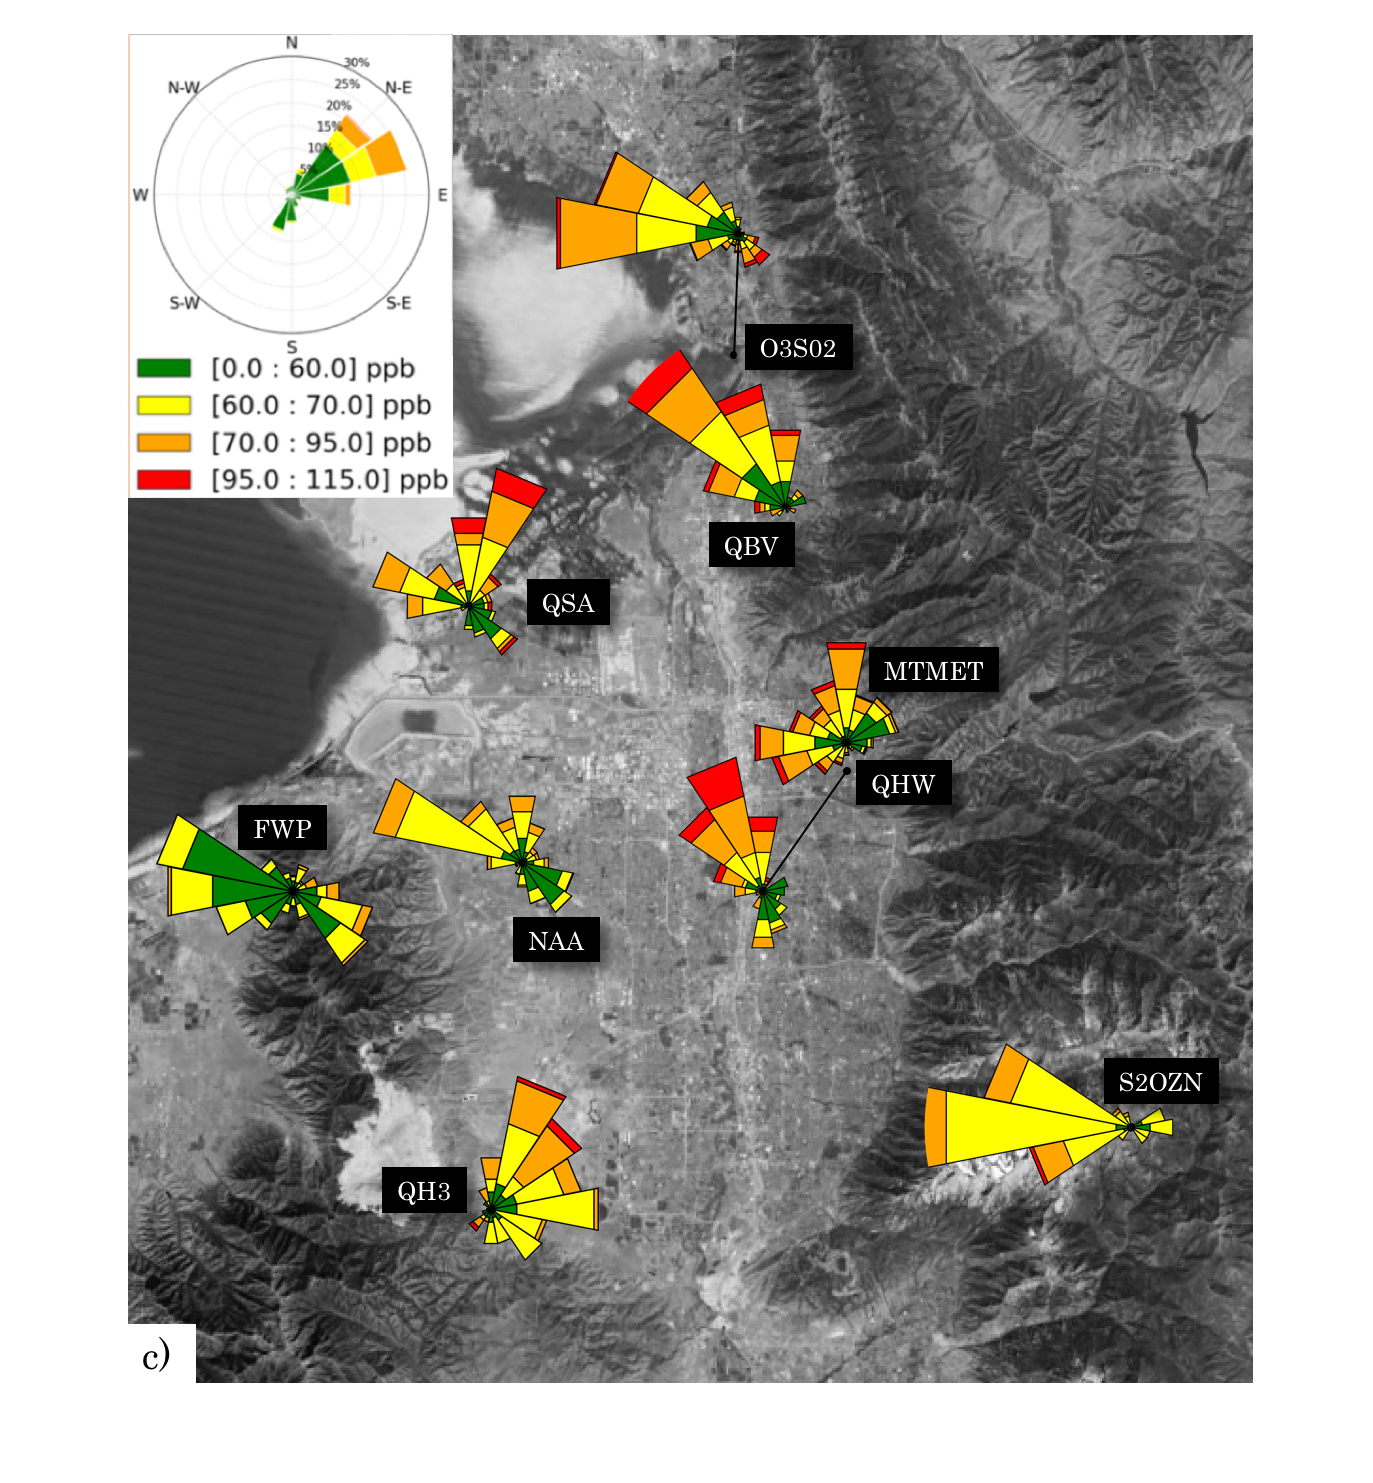 N
30%
25%
N-W
N-E
20%
15%
10%
5%
W
E
S-W
S-E
S
[0.0 : 60.0] ppb
[60.0 : 70.0] ppb
[70.0 : 95.0] ppb
[95.0 : 115.0] ppb
O3S02
QBV
QSA
MTMET
QHW
FWP
NAA
S2OZN
QH3
c)